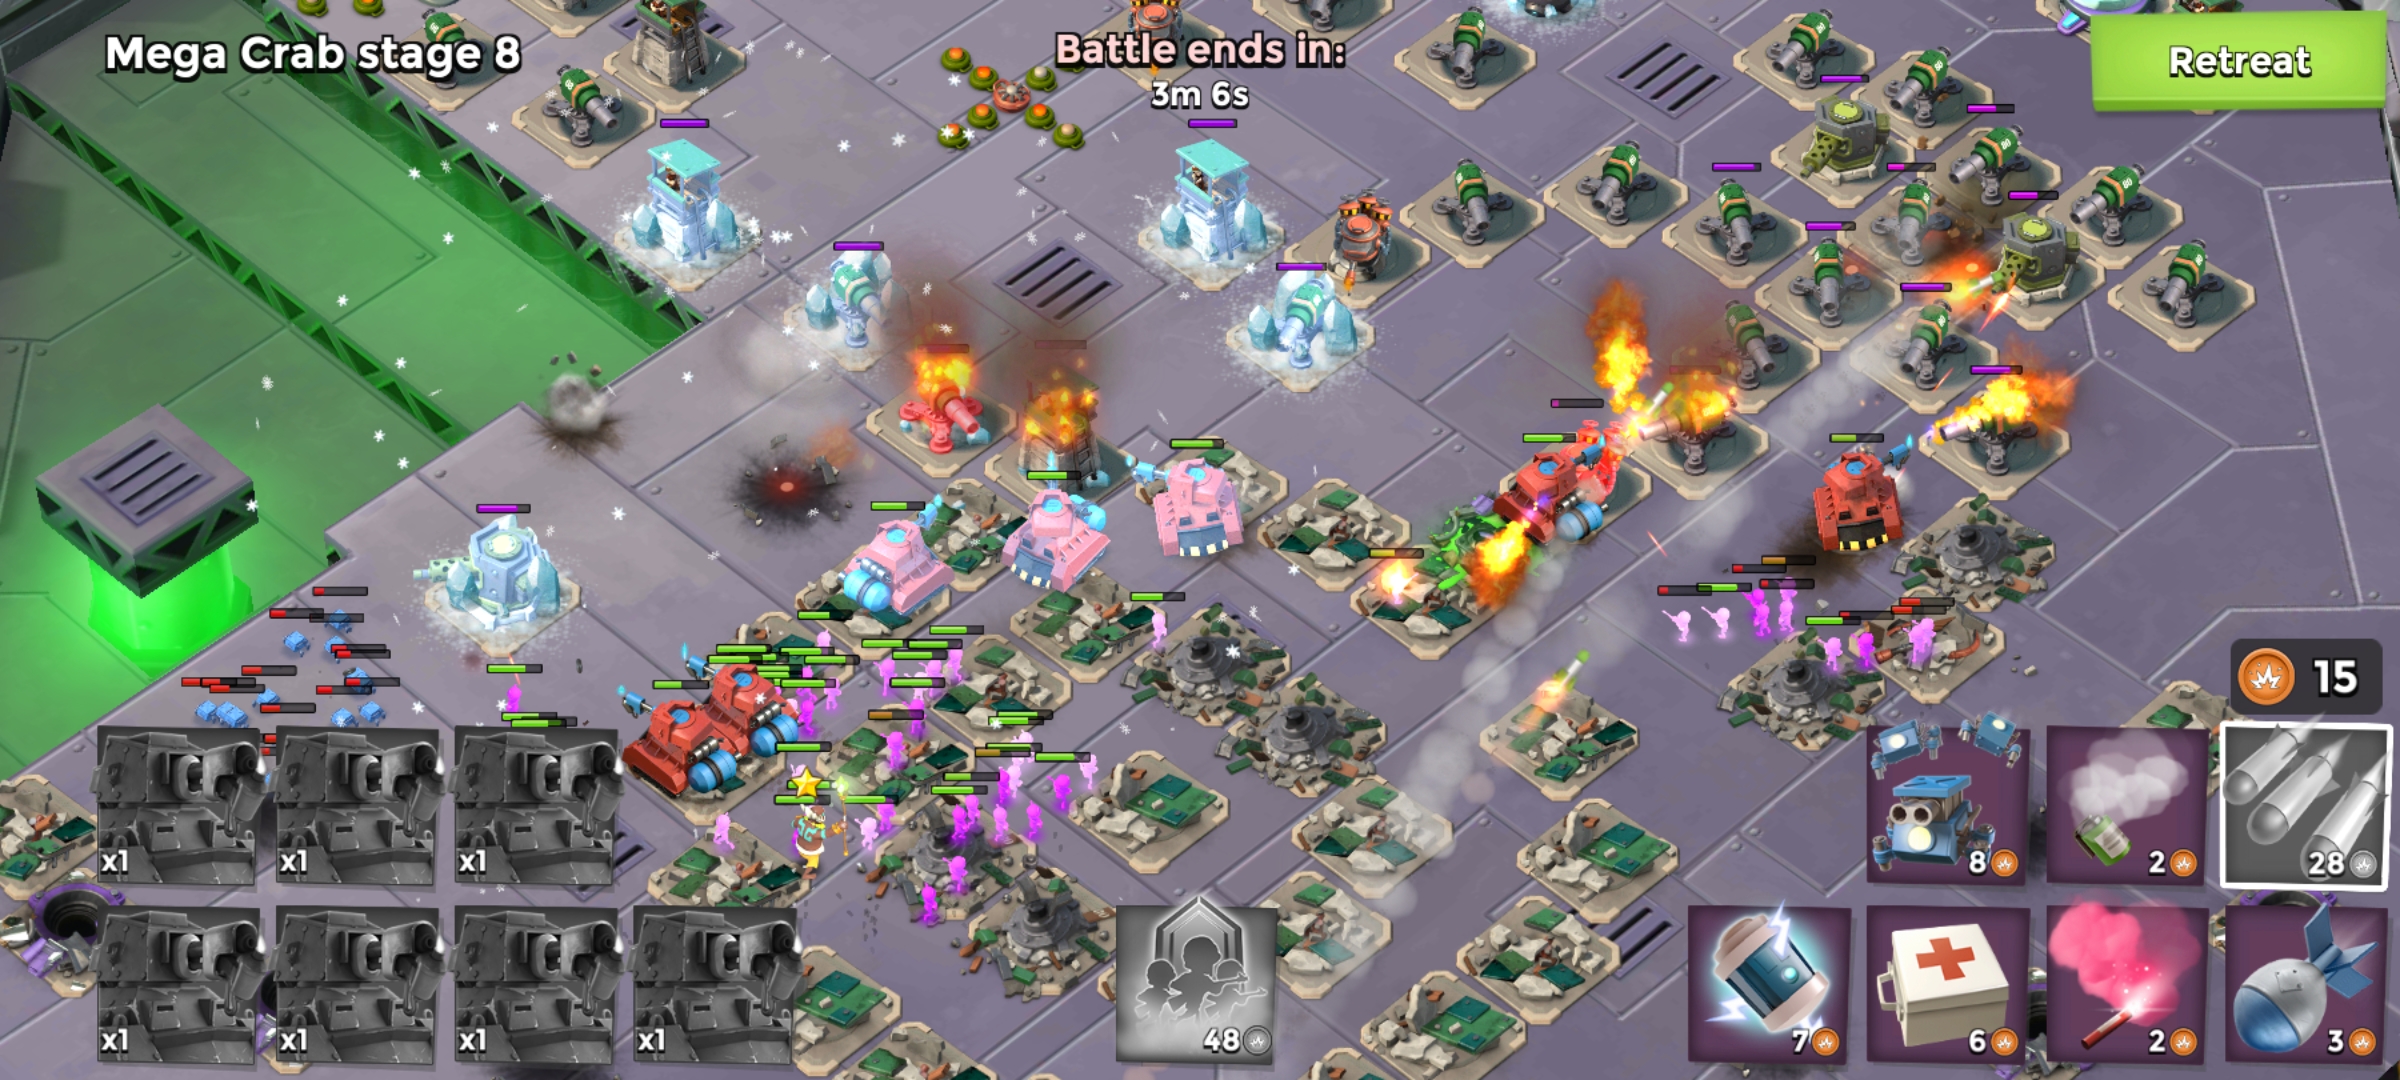 Mega Crab stage 8
Battle ends in:
3m 6s
Retreat
15
8
2
28
x1
x1
x1
x1
x1
x1
x1
48
7
6
2
3